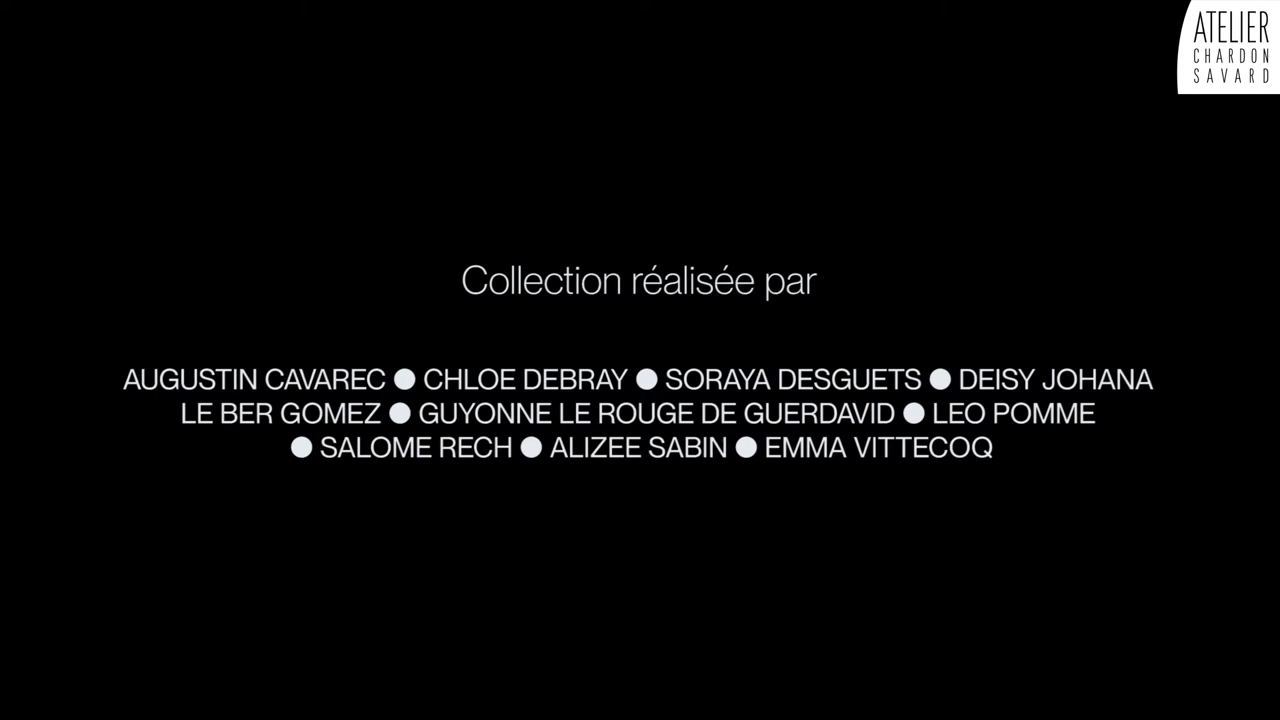 ATELIER
CHARDON
SAVARD
Collection réalisée par
AUGUSTIN CAVAREC ● CHLOE DEBRAY ● SORAYA DESGUETS ● DEISY JOHANA
LE BER GOMEZ ● GUYONNE LE ROUGE DE GUERDAVID ● LEO POMME
● SALOME RECH ● ALIZEE SABIN ● EMMA VITTECOQ